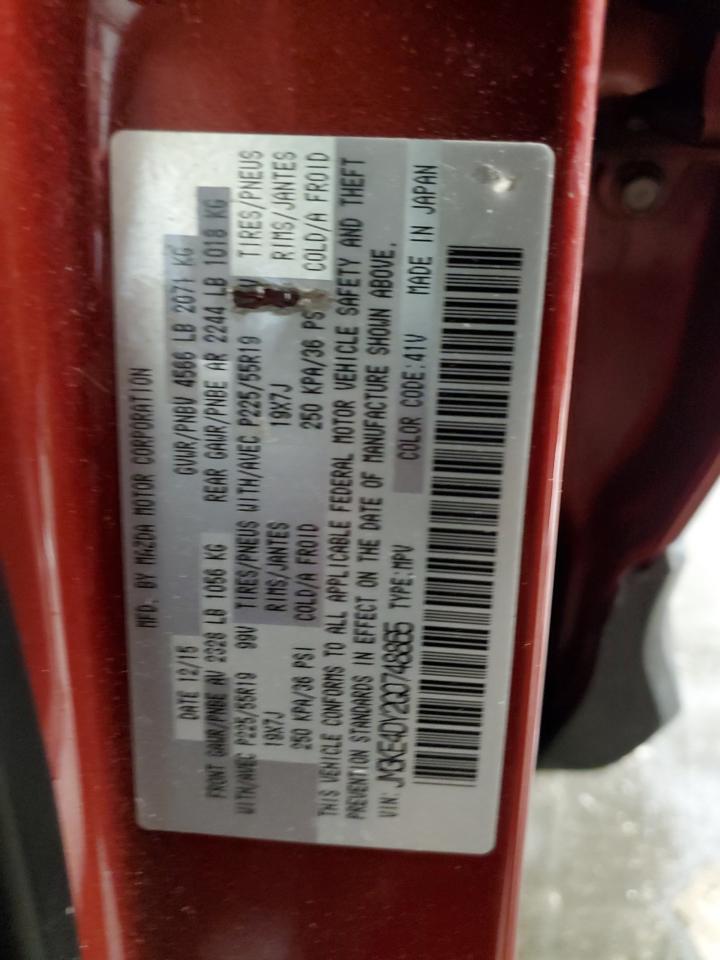 MFD. BY MAZDA MOTOR CORPORATION
DATE 12/15 GVWR/PNBV 4566 LB 2071 KG
FRONT GAWR/PNBE AV 2328 LB 1056 KG REAR GAWR/PNBE AR 2244 LB 1018 KG
WITH/AVEC P225/55R19 99V TIRES/PNEUS WITH/AVEC P225/55R19 TIRES/PNEUS
19X7J RIMS/JANTES 19X7J RIMS/JANTES
250 KPA/36 PSI COLD/A FROID 250 KPA/36 COLD/A FROID
THIS VEHICLE CONFORMS TO ALL APPLICABLE FEDERAL MOTOR VEHICLE SAFETY AND THEFT
PREVENTION STANDARDS IN EFFECT ON THE DATE OF MANUFACTURE SHOWN ABOVE.
VIN: JM3KE4DY2G0748865 TYPE:MPV COLOR CODE:41V MADE IN JAPAN